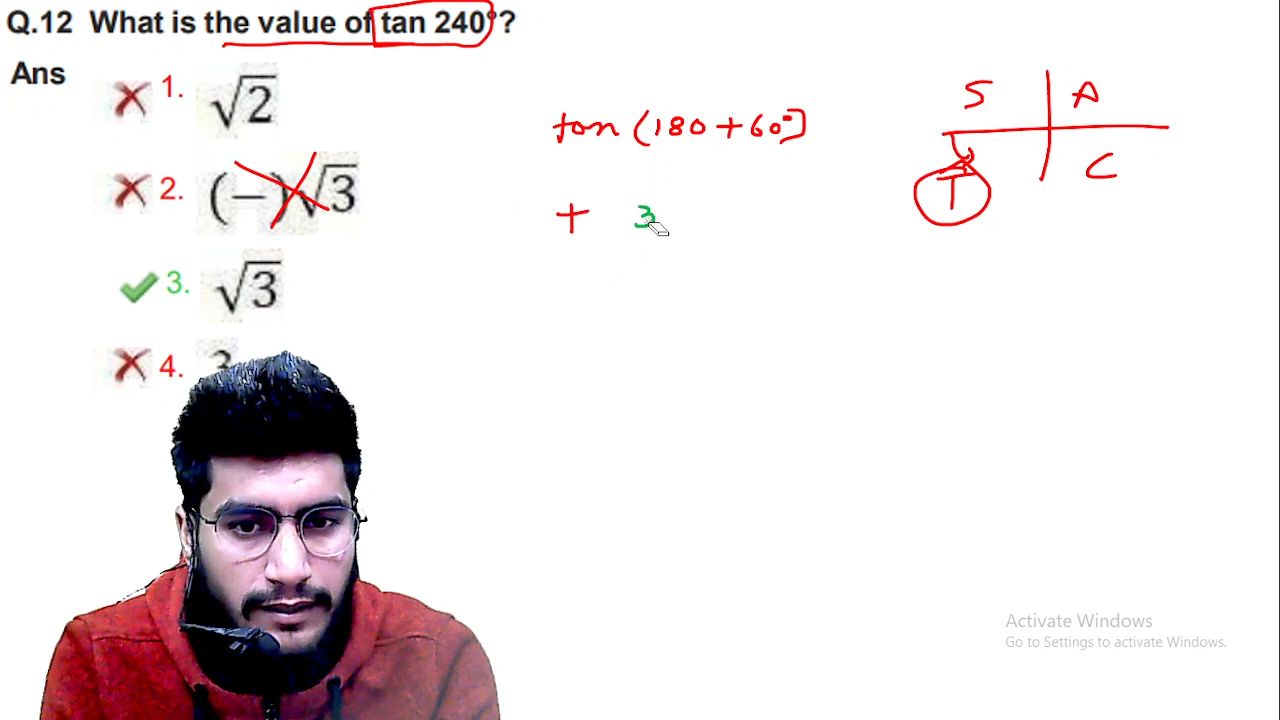 Q.12 What is the value of tan 240°?
Ans
1. √2
2. (−)√3
3. √3
4. 3
tan (180+60°)
+ 3
S A
T C
Activate Windows
Go to Settings to activate Windows.